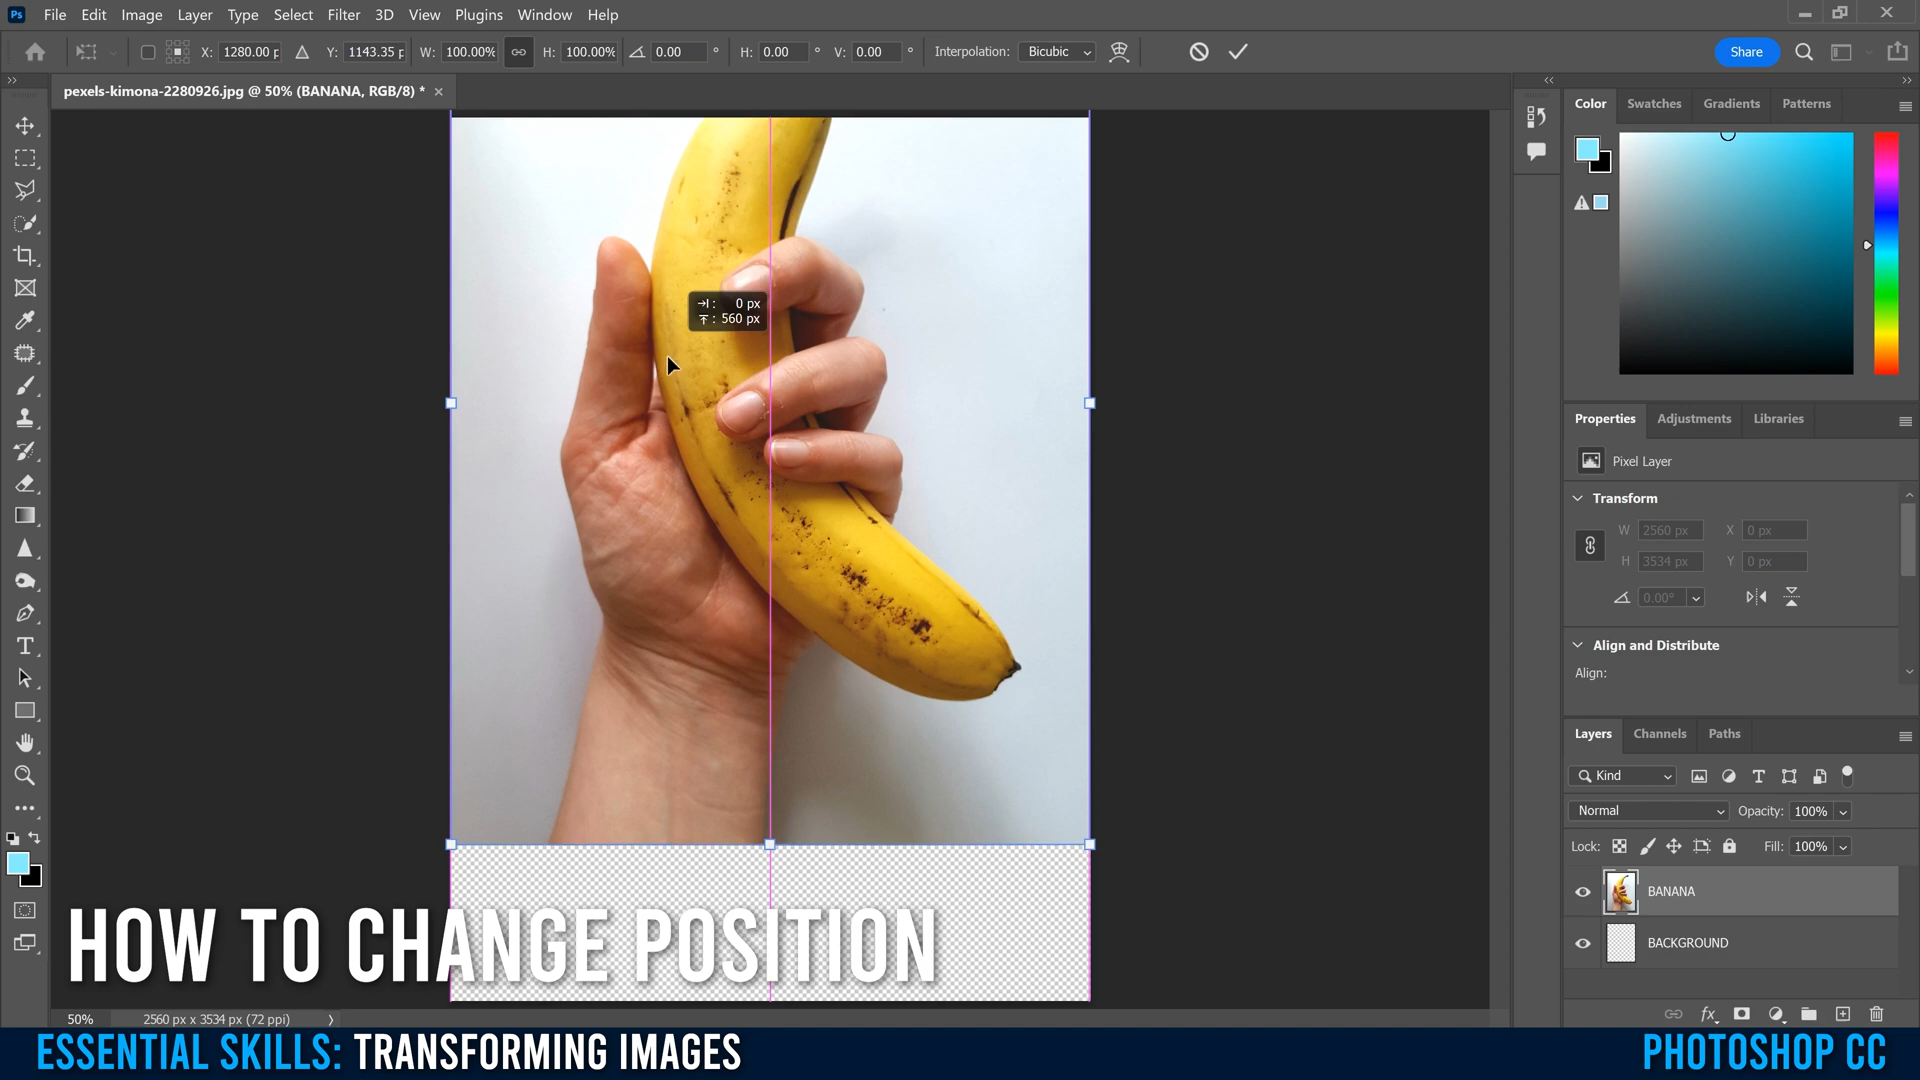 Ps File Edit Image Layer Type Select Filter 3D View Plugins Window Help
X: 1280.00 p Y: 1143.35 p W: 100.00% H: 100.00% 0.00 ° H: 0.00 ° V: 0.00 ° Interpolation: Bicubic Share
pexels-kimona-2280926.jpg @ 50% (BANANA, RGB/8) * ×
Color Swatches Gradients Patterns
: 0 px
: 560 px
Properties Adjustments Libraries
Pixel Layer
Transform
W 2560 px X 0 px
H 3534 px Y 0 px
0.00°
Align and Distribute
Align:
Layers Channels Paths
Kind
Normal Opacity: 100%
Lock: Fill: 100%
BANANA
BACKGROUND
fx
HOW TO CHANGE POSITION
50% 2560 px x 3534 px (72 ppi)
ESSENTIAL SKILLS: TRANSFORMING IMAGES
PHOTOSHOP CC